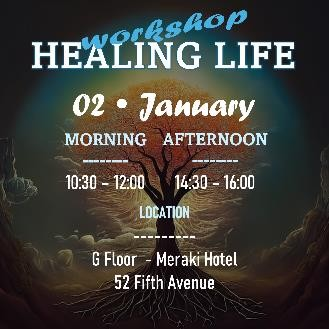 workshop
HEALING LIFE
02 • January
MORNING AFTERNOON
-------- --------
10:30 – 12:00 14:30 – 16:00
LOCATION
---------
G Floor - Meraki Hotel
52 Fifth Avenue